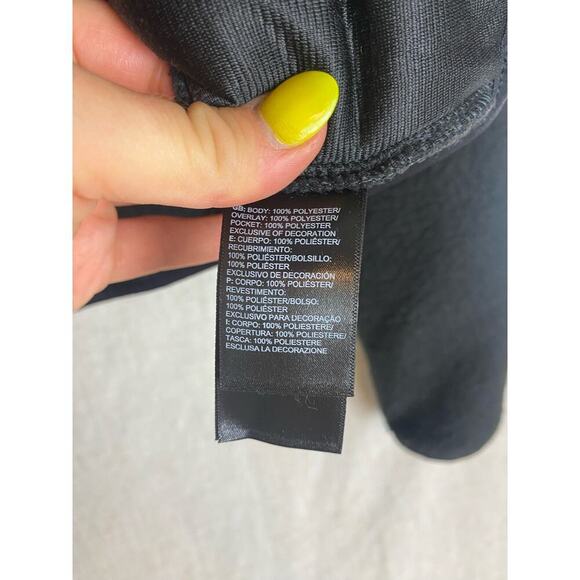 GB: BODY: 100% POLYESTER/
OVERLAY: 100% POLYESTER/
POCKET: 100% POLYESTER
EXCLUSIVE OF DECORATION
E: CUERPO: 100% POLIÉSTER/
RECUBRIMIENTO:
100% POLIÉSTER/BOLSILLO:
100% POLIÉSTER
EXCLUSIVO DE DECORACIÓN
P: CORPO: 100% POLIÉSTER/
REVESTIMENTO:
100% POLIÉSTER/BOLSO:
100% POLIÉSTER
EXCLUSIVO PARA DECORAÇÃO
I: CORPO: 100% POLIESTERE/
COPERTURA: 100% POLIESTERE/
TASCA: 100% POLIESTERE
ESCLUSA LA DECORAZIONE